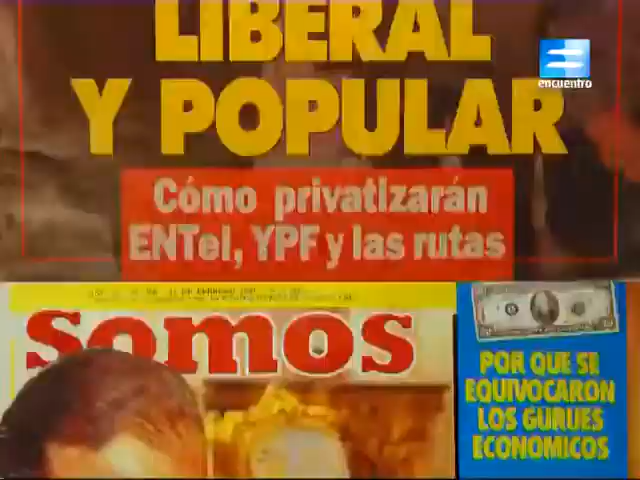 LIBERAL
Y POPULAR
encuentro
Cómo privatizarán
ENTel, YPF y las rutas
somos
POR QUE SE
EQUIVOCARON
LOS GURUES
ECONOMICOS